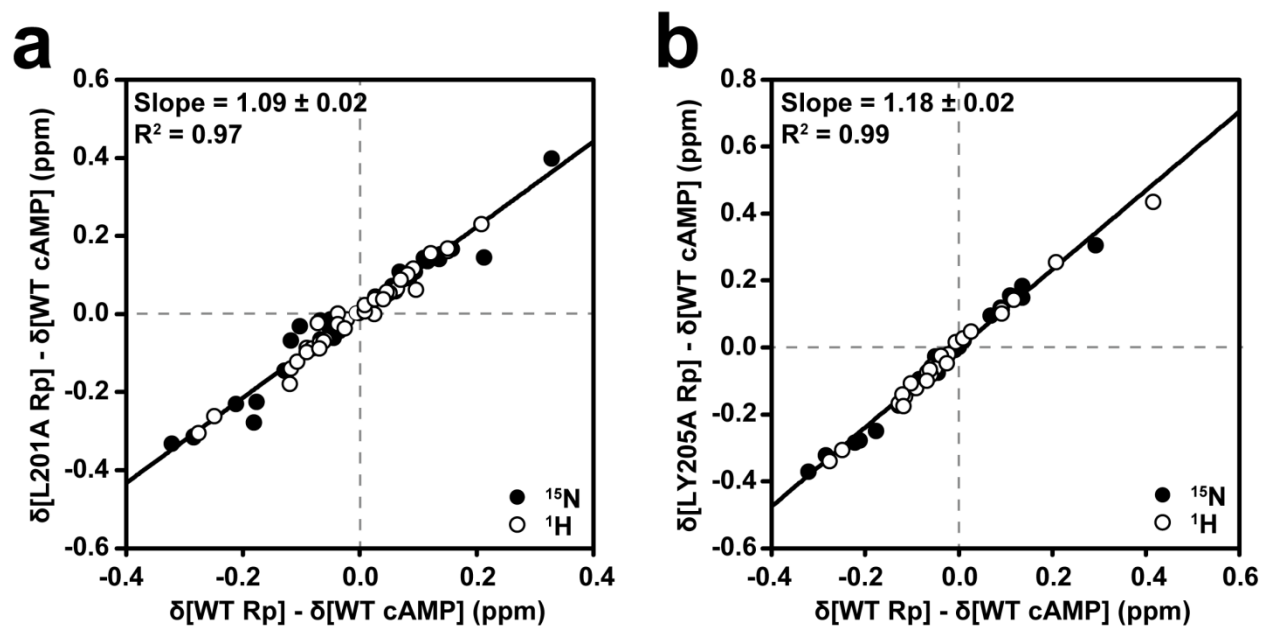 a
0.6
0.4
0.2
0.0
-0.2
-0.4
-0.6
δ[L201A Rp] - δ[WT cAMP] (ppm)
Slope = 1.09 ± 0.02
R² = 0.97
¹⁵N
¹H
-0.4 -0.2 0.0 0.2 0.4
δ[WT Rp] - δ[WT cAMP] (ppm)
b
0.8
0.6
0.4
0.2
0.0
-0.2
-0.4
-0.6
δ[LY205A Rp] - δ[WT cAMP] (ppm)
Slope = 1.18 ± 0.02
R² = 0.99
¹⁵N
¹H
-0.4 -0.2 0.0 0.2 0.4 0.6
δ[WT Rp] - δ[WT cAMP] (ppm)